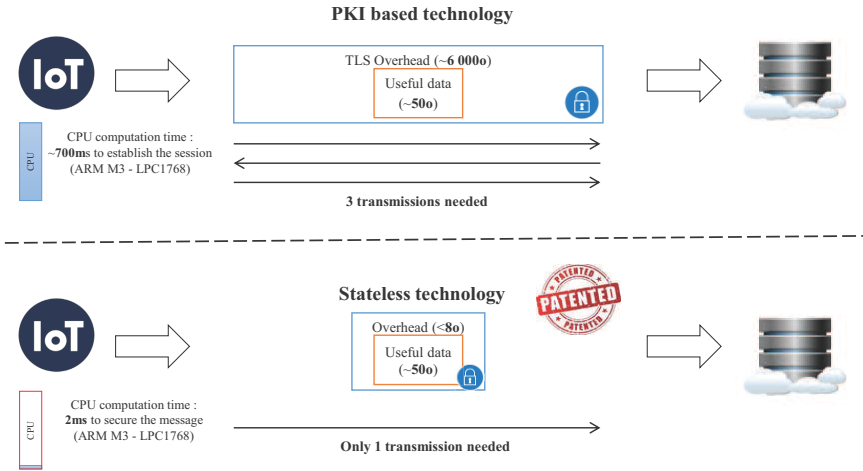 PKI based technology
IoT
TLS Overhead (~6 000o)
Useful data
(~50o)
CPU
CPU computation time :
~700ms to establish the session
(ARM M3 - LPC1768)
3 transmissions needed
PATENTED
PATENTED
PATENTED
Stateless technology
IoT
Overhead (<8o)
Useful data
(~50o)
CPU
CPU computation time :
2ms to secure the message
(ARM M3 - LPC1768)
Only 1 transmission needed